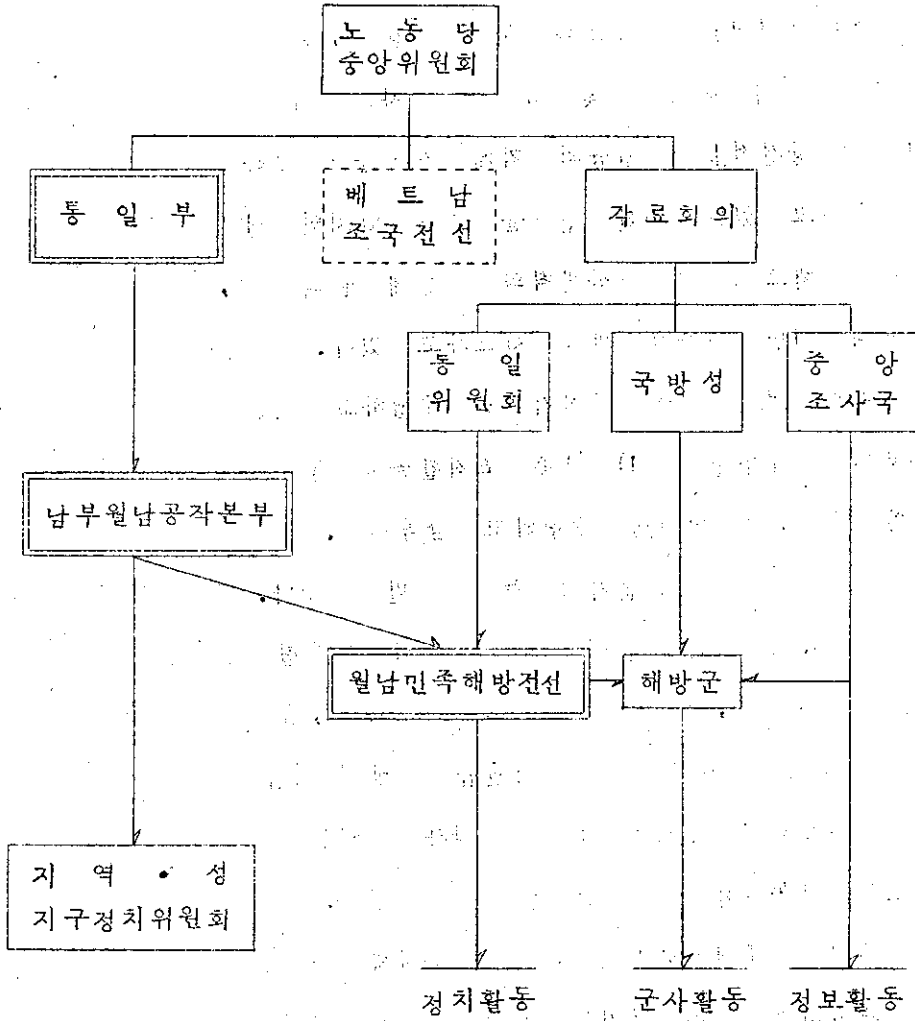 노동당
중앙위원회
통일부
베트남
조국전선
각료회의
통일
위원회
국방성
중앙
조사국
남부월남공작본부
월남민족해방전선
해방군
지역·성
지구정치위원회
정치활동
군사활동
정보활동